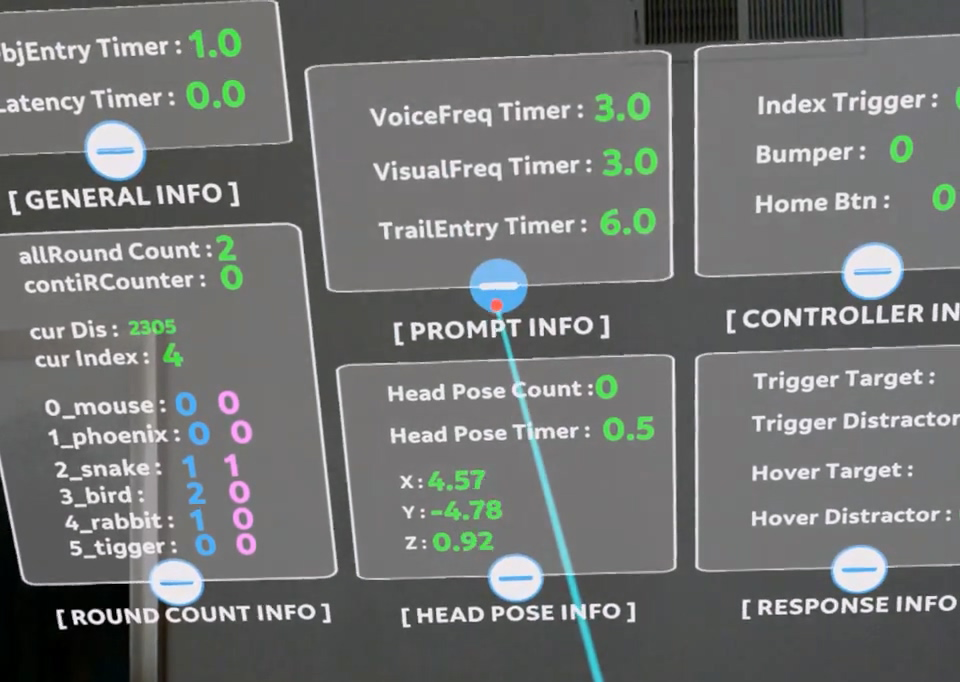 bjEntry Timer : 1.0
Latency Timer : 0.0
[ GENERAL INFO ]
allRound Count : 2
contiRCounter : 0
cur Dis : 2305
cur Index : 4
0_mouse : 0 0
1_phoenix : 0 0
2_snake : 1 1
3_bird : 2 0
4_rabbit : 1 0
5_tigger : 0 0
[ ROUND COUNT INFO ]
VoiceFreq Timer : 3.0
VisualFreq Timer : 3.0
TrailEntry Timer : 6.0
[ PROMPT INFO ]
Head Pose Count : 0
Head Pose Timer : 0.5
X : 4.57
Y : -4.78
Z : 0.92
[ HEAD POSE INFO ]
Index Trigger :
Bumper : 0
Home Btn : 0
[ CONTROLLER IN
Trigger Target :
Trigger Distractor
Hover Target :
Hover Distractor :
[ RESPONSE INFO